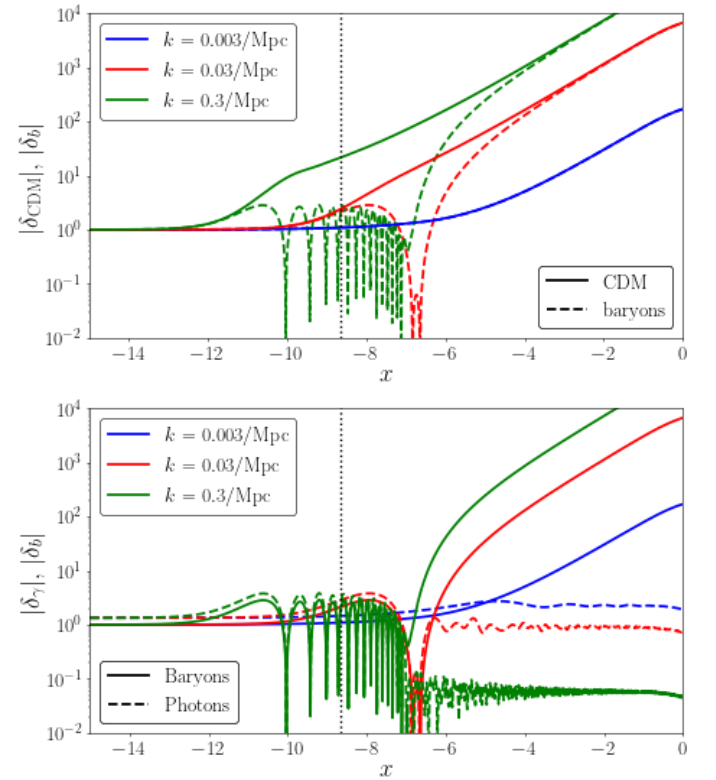 |δ_CDM|, |δ_b|
10^4
10^3
10^2
10^1
10^0
10^−1
10^−2
k = 0.003/Mpc
k = 0.03/Mpc
k = 0.3/Mpc
CDM
baryons
−14 −12 −10 −8 −6 −4 −2 0
x
|δ_γ|, |δ_b|
10^4
10^3
10^2
10^1
10^0
10^−1
10^−2
k = 0.003/Mpc
k = 0.03/Mpc
k = 0.3/Mpc
Baryons
Photons
−14 −12 −10 −8 −6 −4 −2 0
x